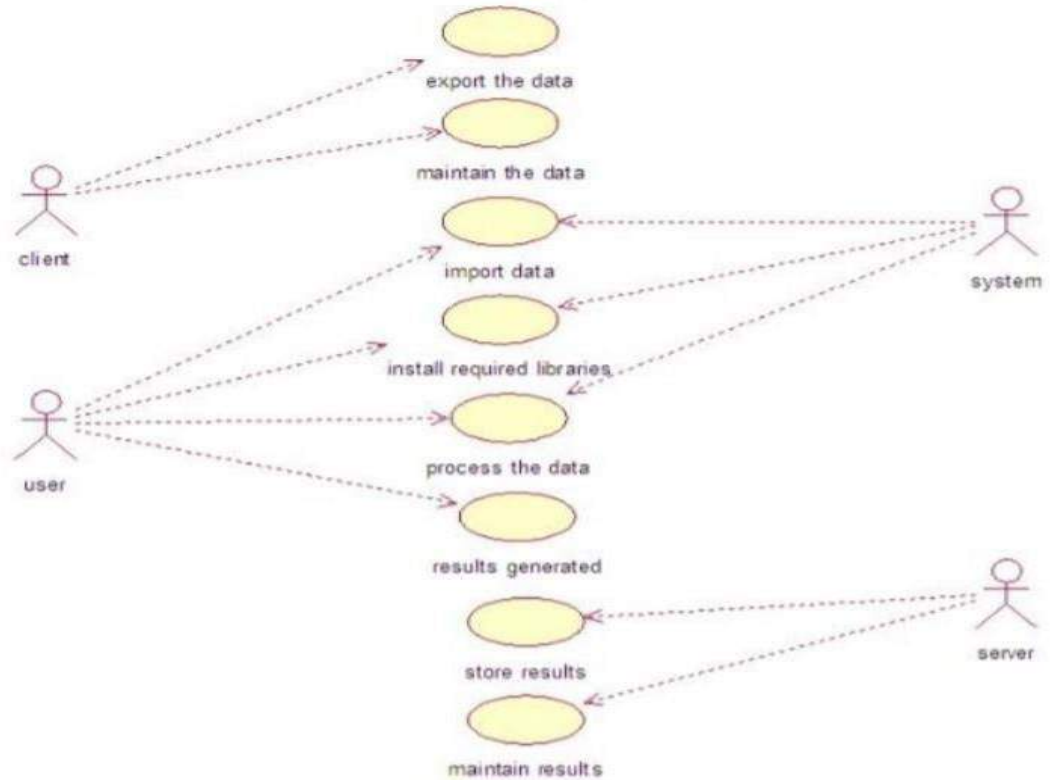 export the data
maintain the data
client
import data
system
install required libraries
user
process the data
results generated
server
store results
maintain results